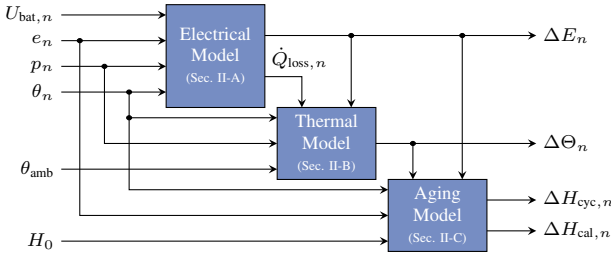 U_bat, n
e_n
p_n
θ_n
Electrical
Model
(Sec. II-A)
ΔE_n
Q̇_loss, n
Thermal
Model
(Sec. II-B)
ΔΘ_n
θ_amb
Aging
Model
(Sec. II-C)
ΔH_cyc, n
ΔH_cal, n
H_0